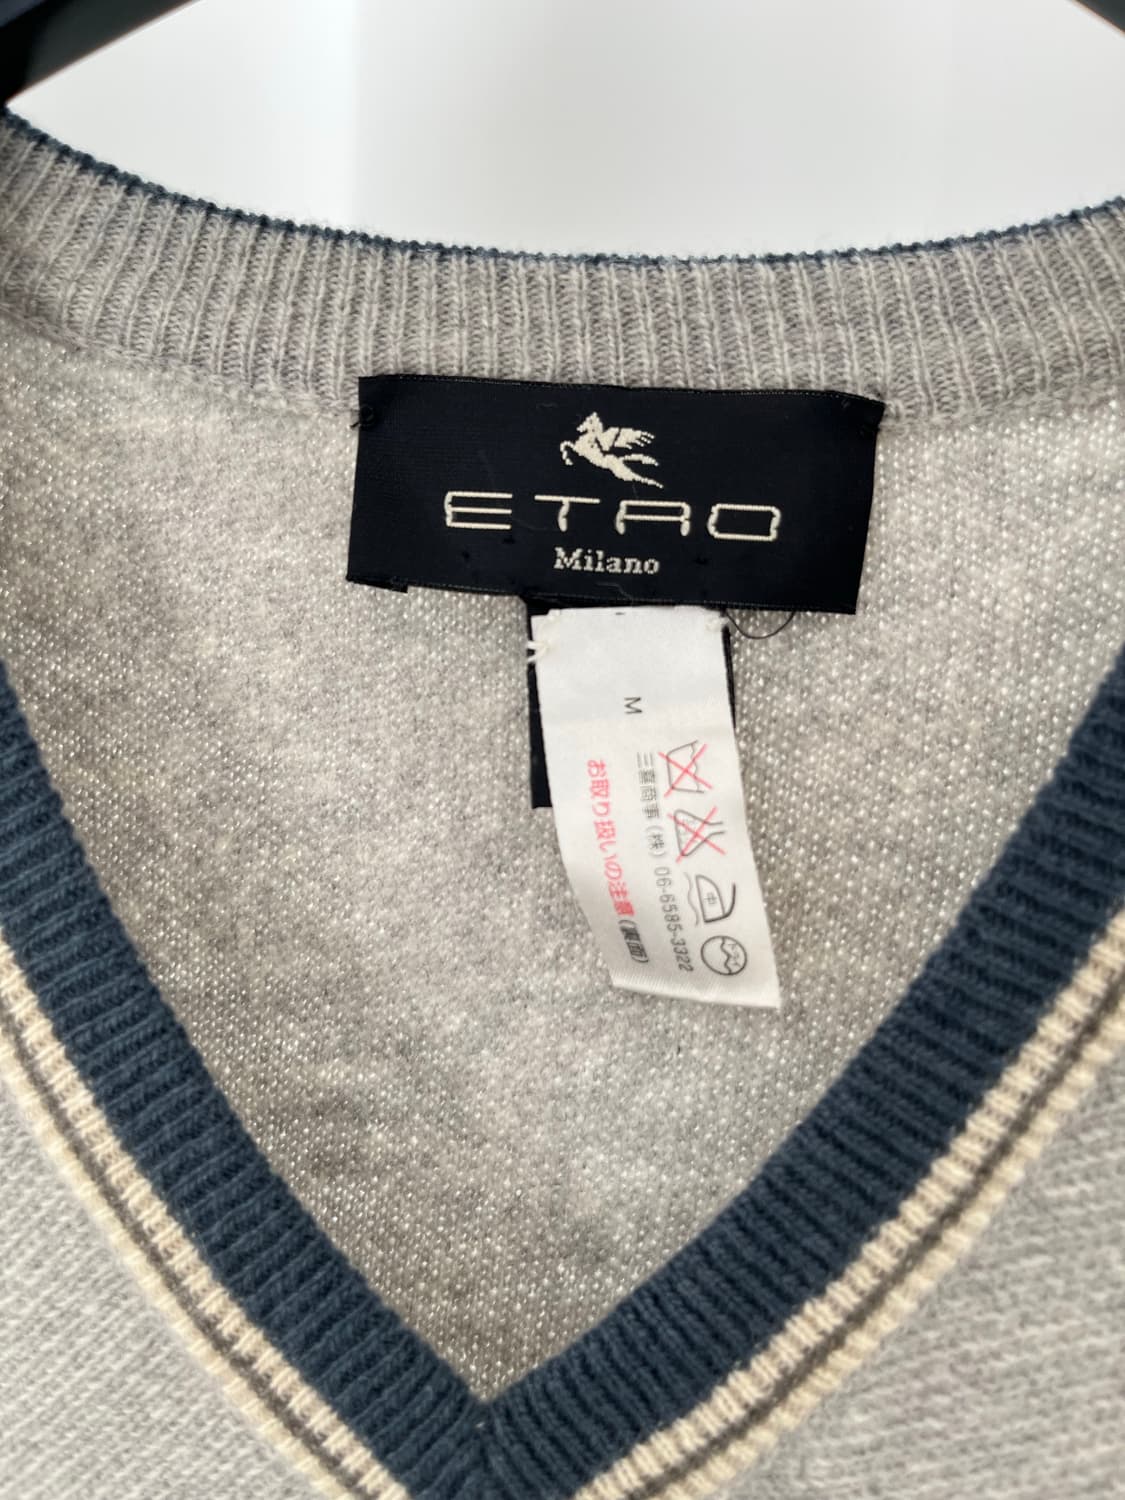 ETRO
Milano
M
中
三喜商事(株) 06-6585-3322
お取り扱いの注意(裏面)